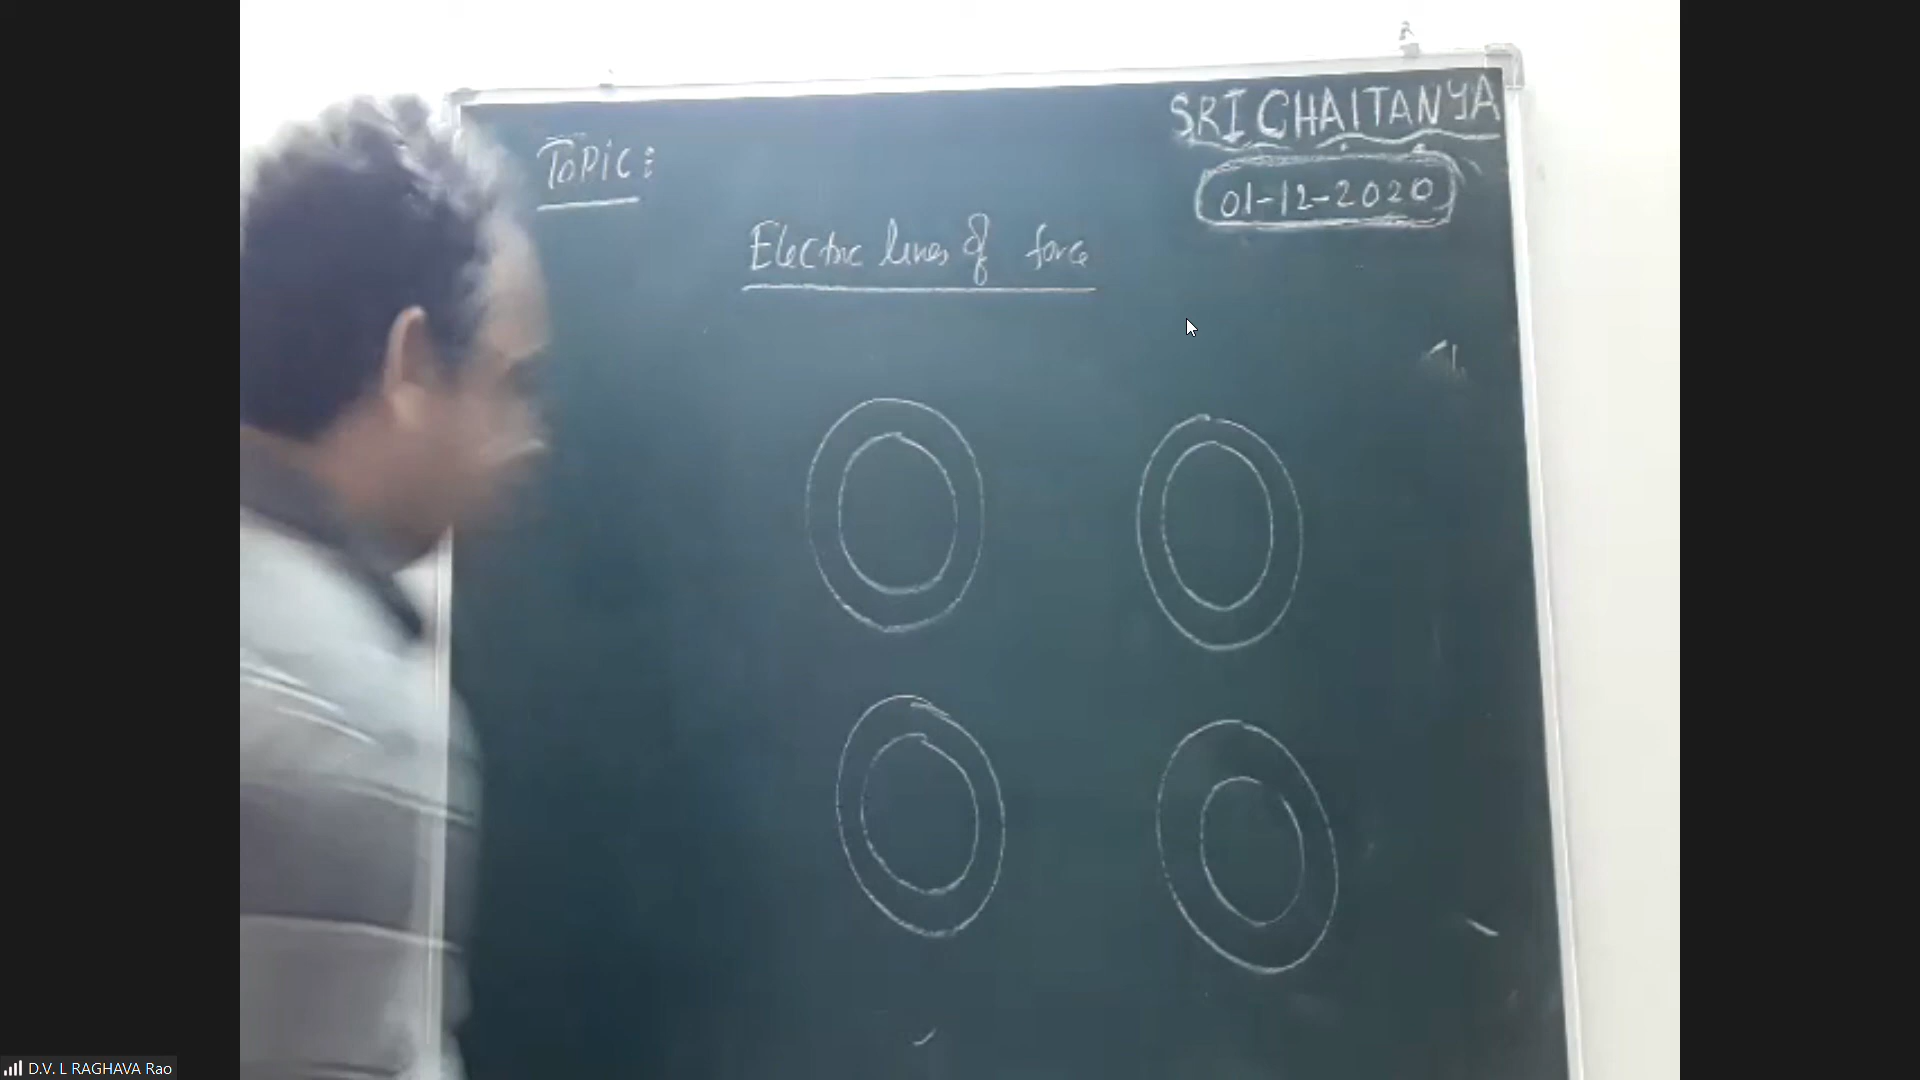 SRI CHAITANYA
01-12-2020
TOPIC:
Electric lines of force
D.V. L RAGHAVA Rao